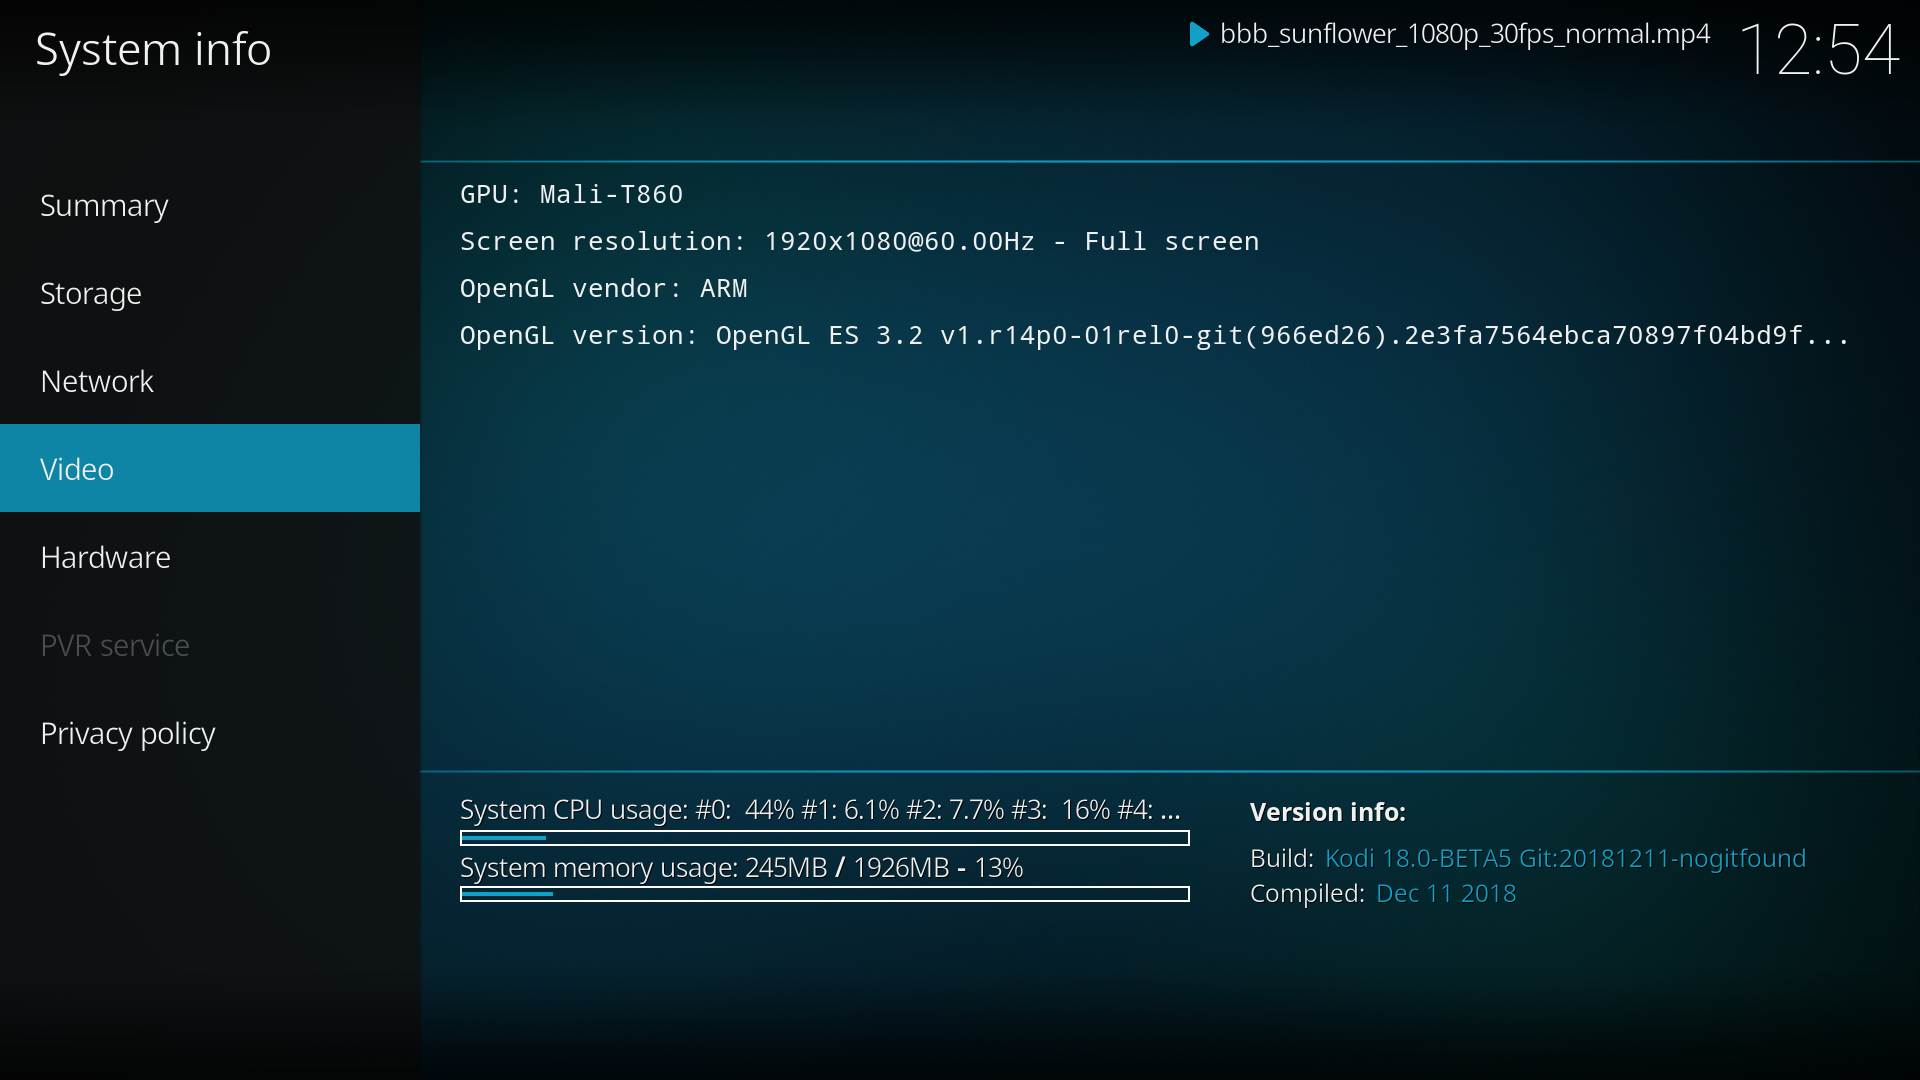 System info
bbb_sunflower_1080p_30fps_normal.mp4
12:54
Summary
Storage
Network
Video
Hardware
PVR service
Privacy policy
GPU: Mali-T860
Screen resolution: 1920x1080@60.00Hz - Full screen
OpenGL vendor: ARM
OpenGL version: OpenGL ES 3.2 v1.r14p0-01rel0-git(966ed26).2e3fa7564ebca70897f04bd9f...
System CPU usage: #0:  44% #1: 6.1% #2: 7.7% #3:  16% #4: ...
System memory usage: 245MB / 1926MB - 13%
Version info:
Build: Kodi 18.0-BETA5 Git:20181211-nogitfound
Compiled: Dec 11 2018